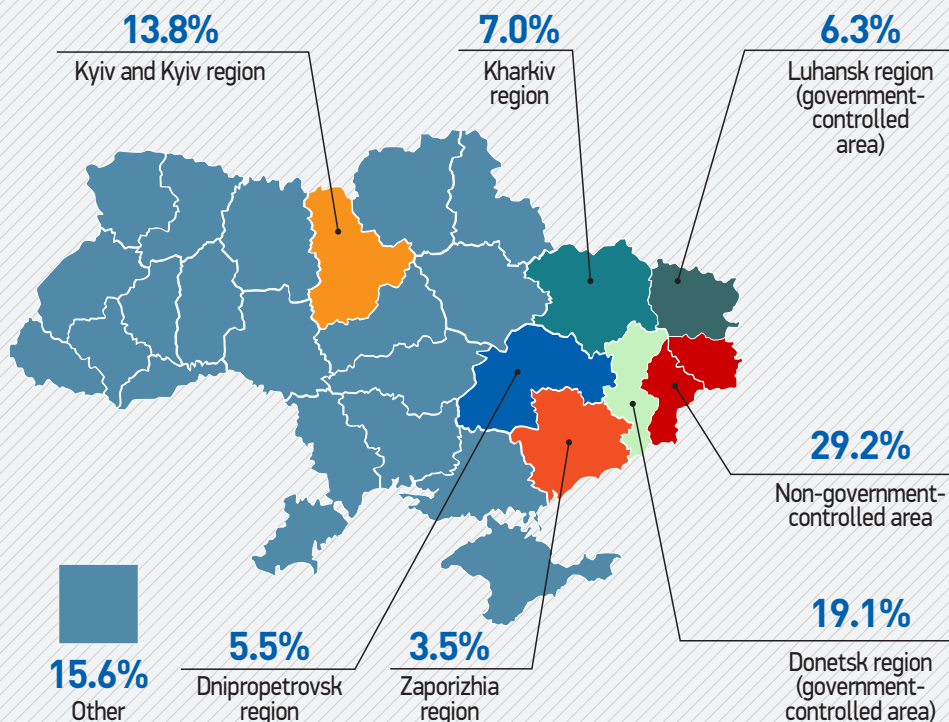 13.8%
Kyiv and Kyiv region
7.0%
Kharkiv
region
6.3%
Luhansk region
(government-
controlled
area)
29.2%
Non-government-
controlled area
19.1%
Donetsk region
(government-
controlled area)
3.5%
Zaporizhia
region
5.5%
Dnipropetrovsk
region
15.6%
Other